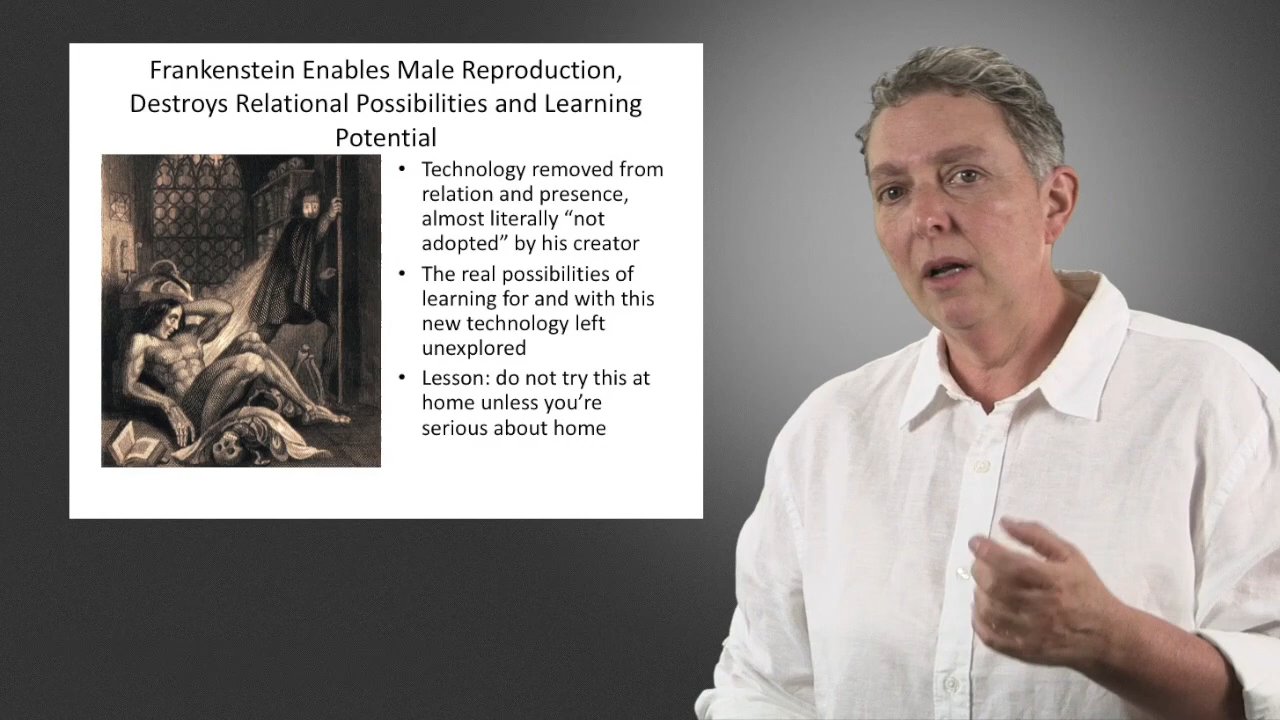 Frankenstein Enables Male Reproduction,
Destroys Relational Possibilities and Learning
Potential
• Technology removed from
relation and presence,
almost literally “not
adopted” by his creator
• The real possibilities of
learning for and with this
new technology left
unexplored
• Lesson: do not try this at
home unless you’re
serious about home